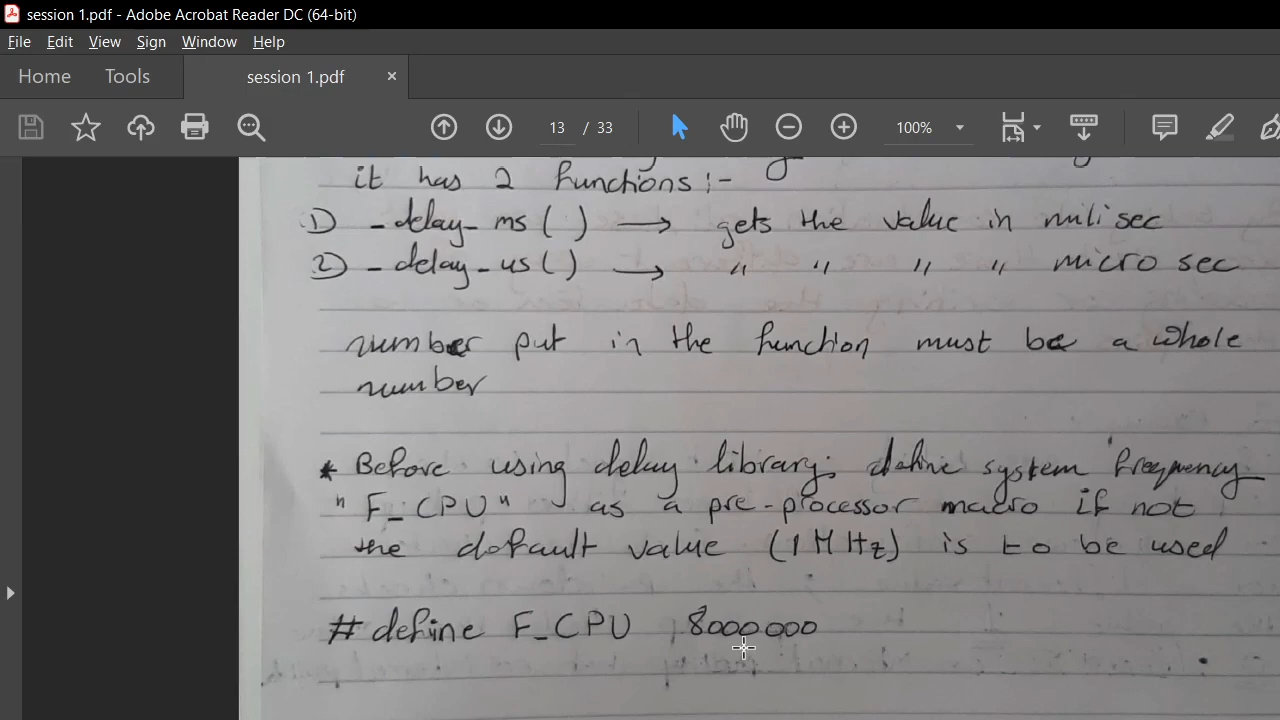 session 1.pdf - Adobe Acrobat Reader DC (64-bit)
File Edit View Sign Window Help
Home Tools session 1.pdf ×
13 / 33 100%
it has 2 functions :-
1) _delay_ms ( ) → gets the value in mili sec
2) _delay_us ( ) → " " " " micro sec
number put in the function must be a whole
number
* Before using delay library: define system frequency
" F_CPU " as a pre-processor macro if not
the default value (1 MHz) is to be used
# define F_CPU 8000000